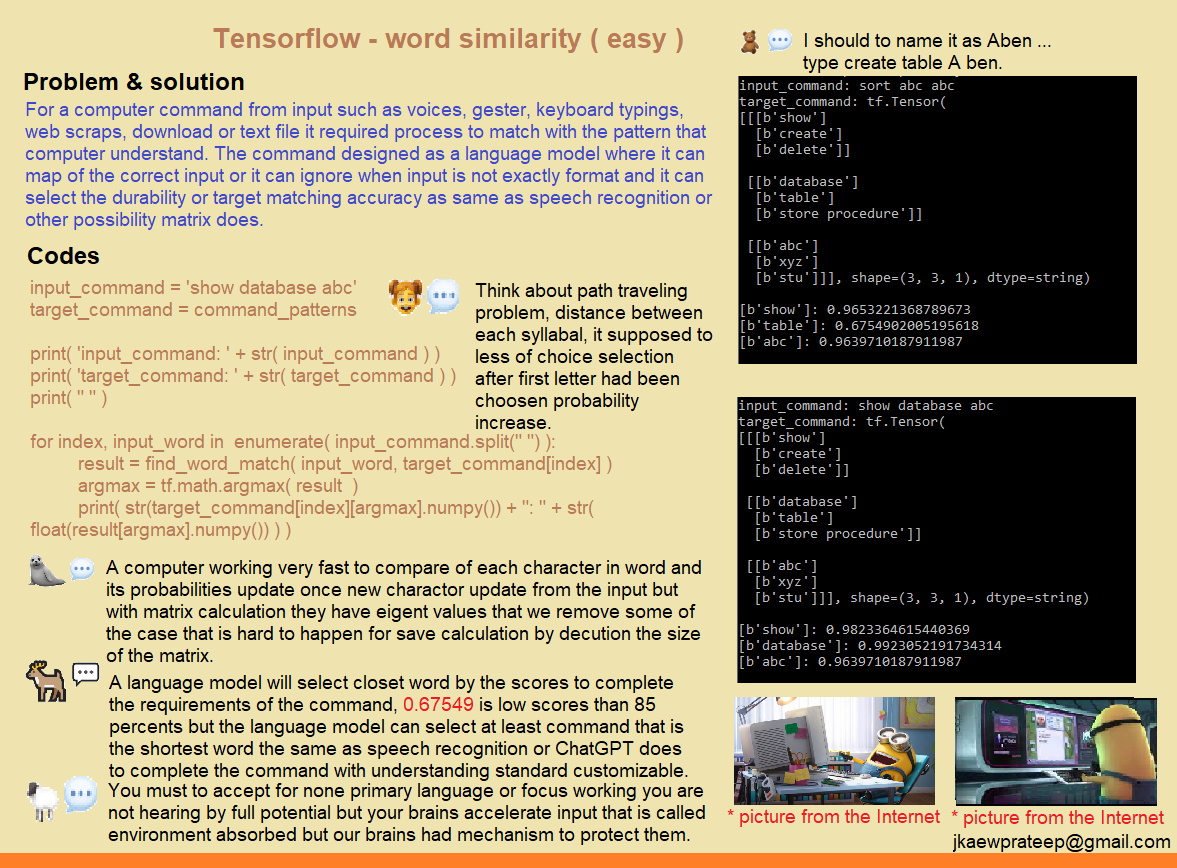 Tensorflow - word similarity ( easy )
Problem & solution
For a computer command from input such as voices, gester, keyboard typings,
web scraps, download or text file it required process to match with the pattern that
computer understand. The command designed as a language model where it can
map of the correct input or it can ignore when input is not exactly format and it can
select the durability or target matching accuracy as same as speech recognition or
other possibility matrix does.
Codes
input_command = 'show database abc'
target_command = command_patterns
print( 'input_command: ' + str( input_command ) )
print( 'target_command: ' + str( target_command ) )
print( " " )
for index, input_word in  enumerate( input_command.split(" ") ):
result = find_word_match( input_word, target_command[index] )
argmax = tf.math.argmax( result  )
print( str(target_command[index][argmax].numpy()) + ": " + str(
float(result[argmax].numpy()) ) )
Think about path traveling
problem, distance between
each syllabal, it supposed to
less of choice selection
after first letter had been
choosen probability
increase.
A computer working very fast to compare of each character in word and
its probabilities update once new charactor update from the input but
with matrix calculation they have eigent values that we remove some of
the case that is hard to happen for save calculation by decution the size
of the matrix.
A language model will select closet word by the scores to complete
the requirements of the command, 0.67549 is low scores than 85
percents but the language model can select at least command that is
the shortest word the same as speech recognition or ChatGPT does
to complete the command with understanding standard customizable.
You must to accept for none primary language or focus working you are
not hearing by full potential but your brains accelerate input that is called
environment absorbed but our brains had mechanism to protect them.
I should to name it as Aben ...
type create table A ben.
input_command: sort abc abc
target_command: tf.Tensor(
[[[b'show']
[b'create']
[b'delete']]
[[b'database']
[b'table']
[b'store procedure']]
[[b'abc']
[b'xyz']
[b'stu']]], shape=(3, 3, 1), dtype=string)
[b'show']: 0.9653221368789673
[b'table']: 0.6754902005195618
[b'abc']: 0.9639710187911987
input_command: show database abc
target_command: tf.Tensor(
[[[b'show']
[b'create']
[b'delete']]
[[b'database']
[b'table']
[b'store procedure']]
[[b'abc']
[b'xyz']
[b'stu']]], shape=(3, 3, 1), dtype=string)
[b'show']: 0.9823364615440369
[b'database']: 0.9923052191734314
[b'abc']: 0.9639710187911987
* picture from the Internet
* picture from the Internet
jkaewprateep@gmail.com